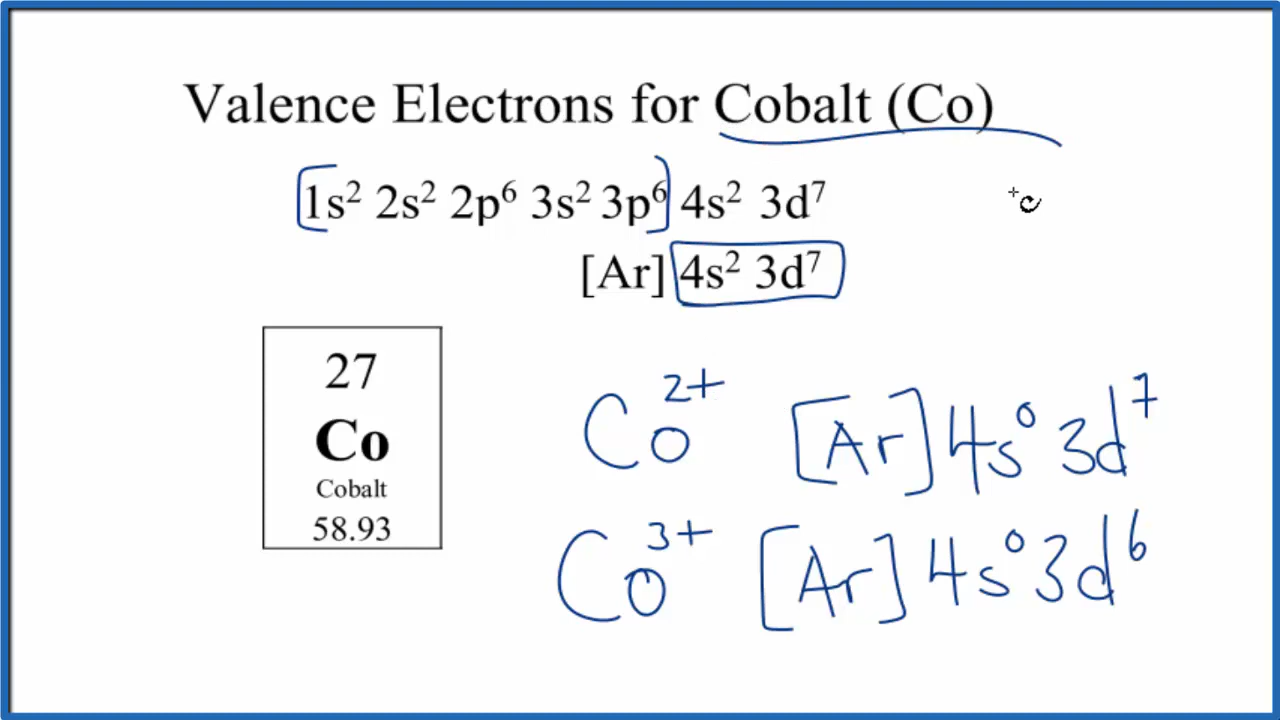 Valence Electrons for Cobalt (Co)
1s² 2s² 2p⁶ 3s² 3p⁶ 4s² 3d⁷
[Ar] 4s² 3d⁷
27
Co
Cobalt
58.93
Co²⁺ [Ar] 4s⁰ 3d⁷
Co³⁺ [Ar] 4s⁰ 3d⁶